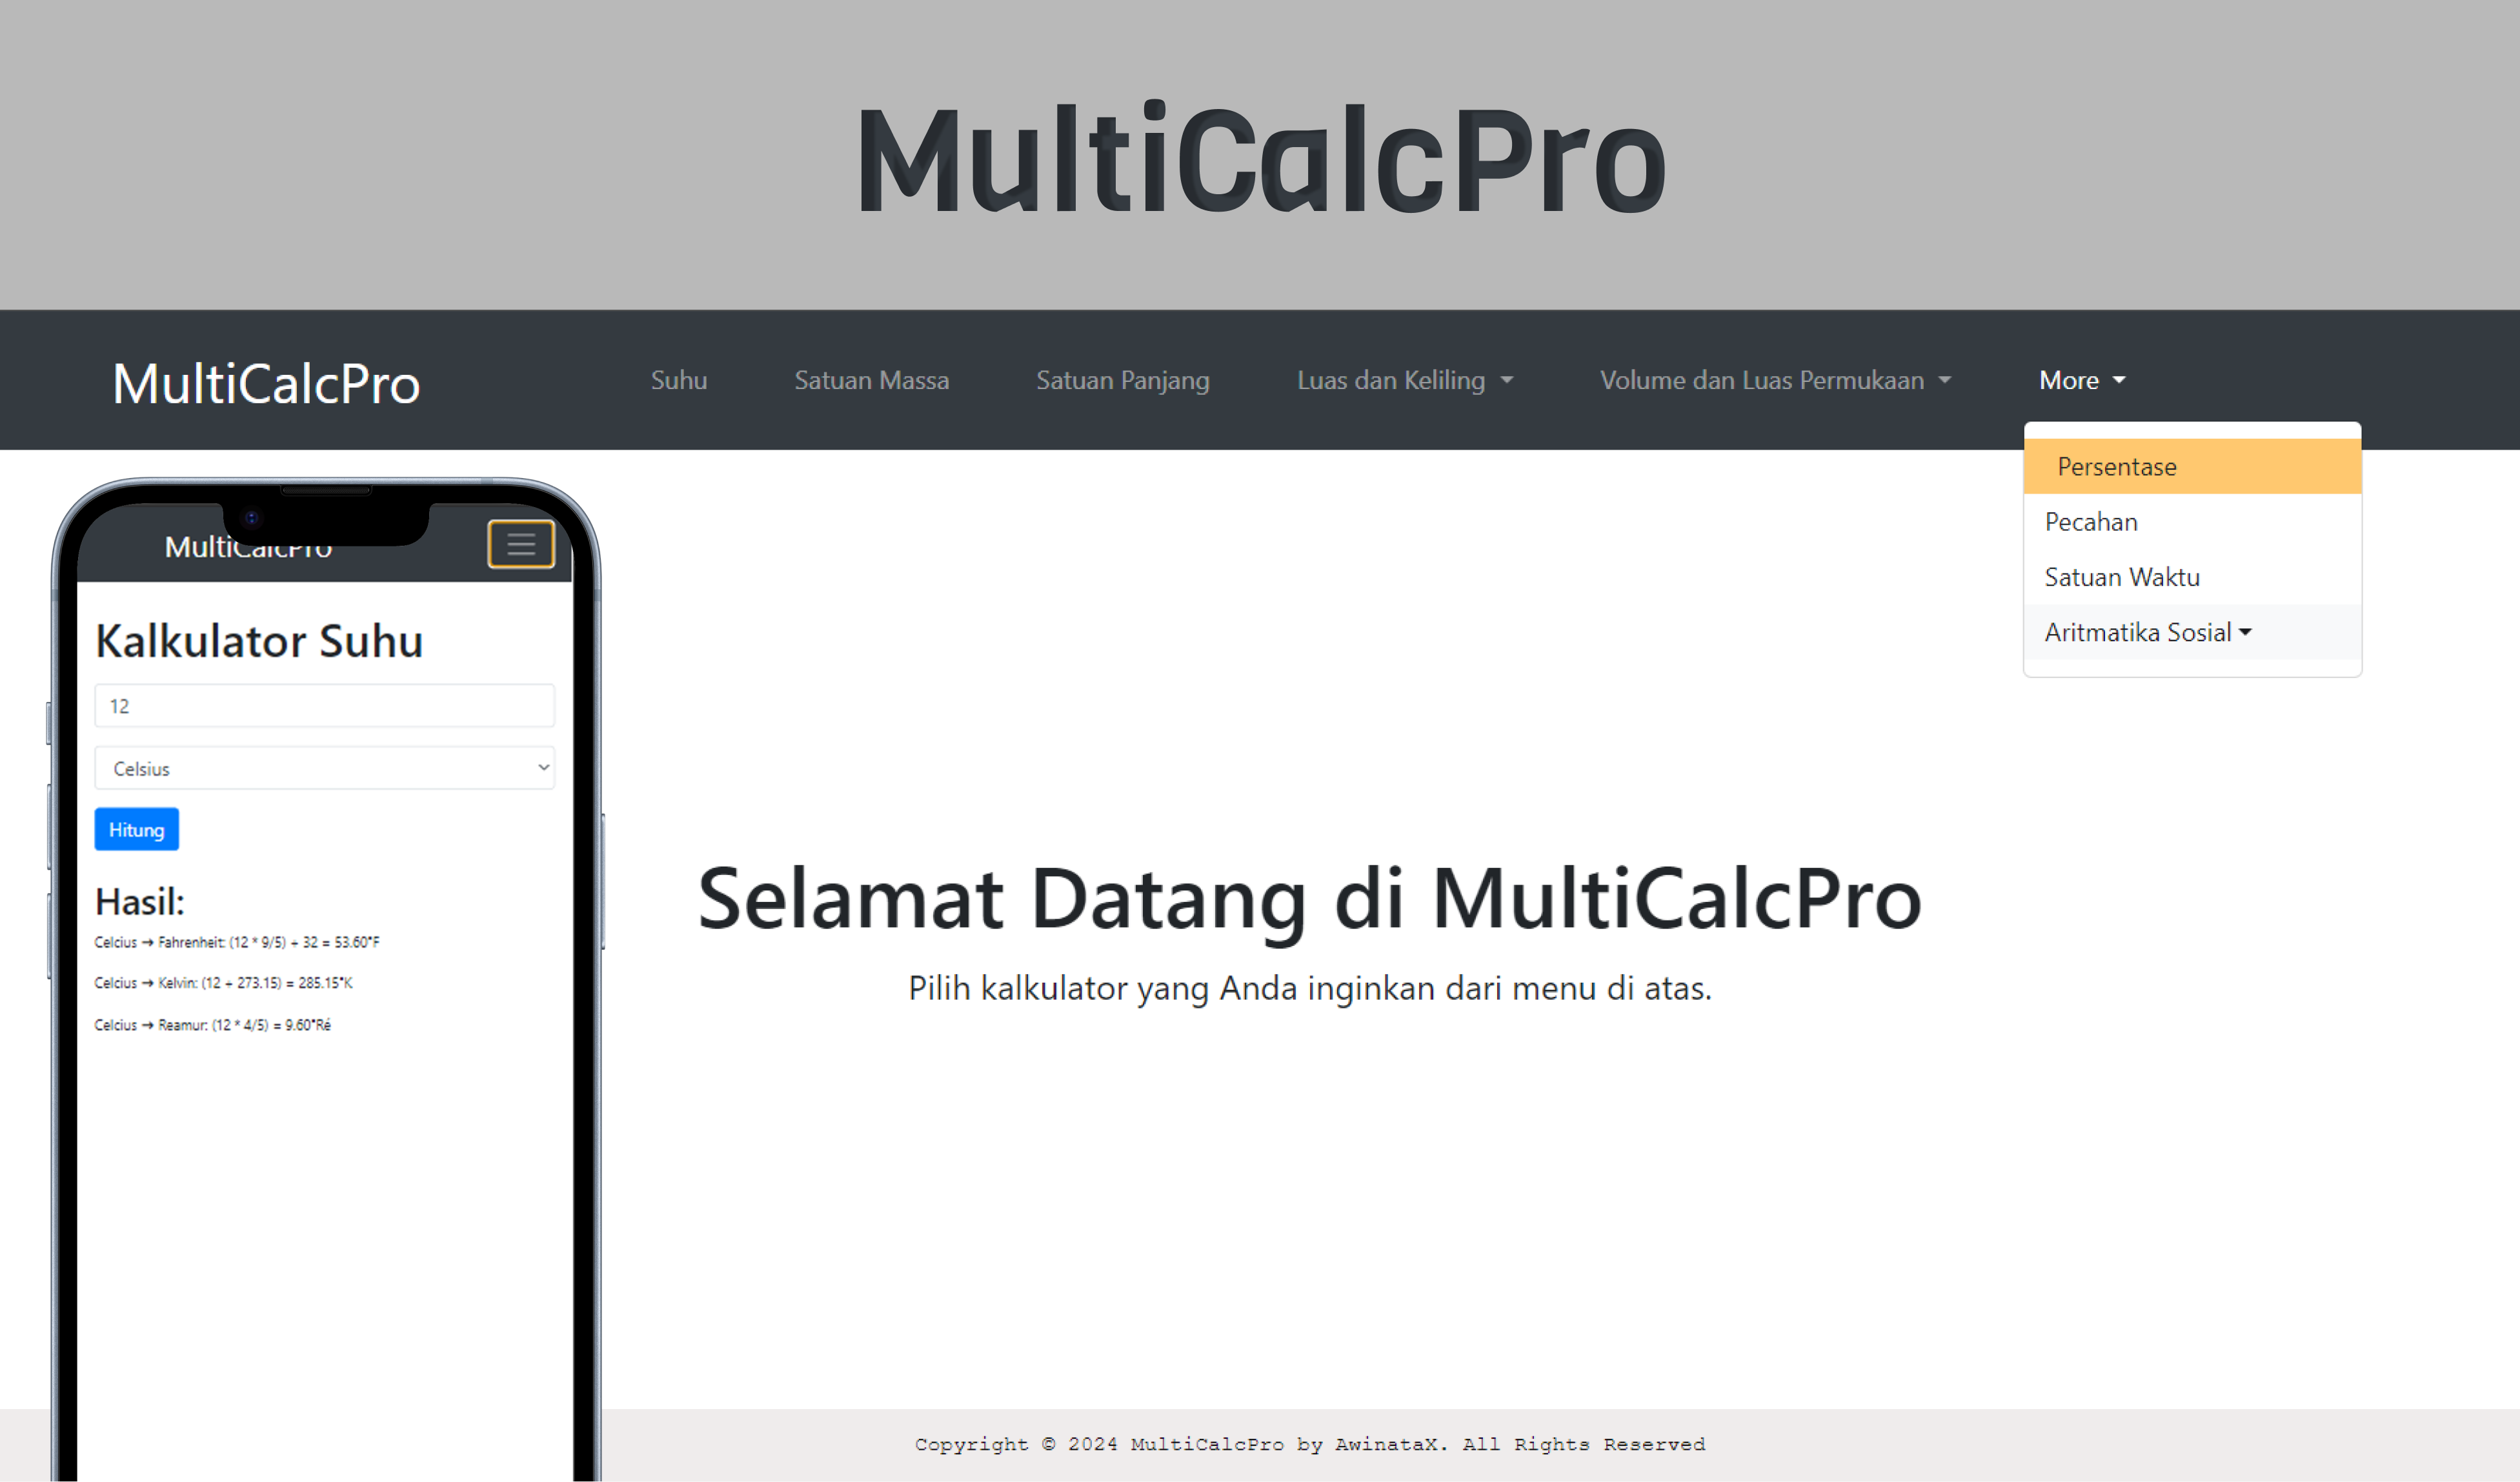 MultiCalcPro
MultiCalcPro Suhu Satuan Massa Satuan Panjang Luas dan Keliling Volume dan Luas Permukaan More
Persentase
Pecahan
Satuan Waktu
Aritmatika Sosial
MultiCalcPro
Kalkulator Suhu
12
Celsius
Hitung
Hasil:
Celcius → Fahrenheit: (12 * 9/5) + 32 = 53.60°F
Celcius → Kelvin: (12 + 273.15) = 285.15°K
Celcius → Reamur: (12 * 4/5) = 9.60°Ré
Selamat Datang di MultiCalcPro
Pilih kalkulator yang Anda inginkan dari menu di atas.
Copyright © 2024 MultiCalcPro by AwinataX. All Rights Reserved